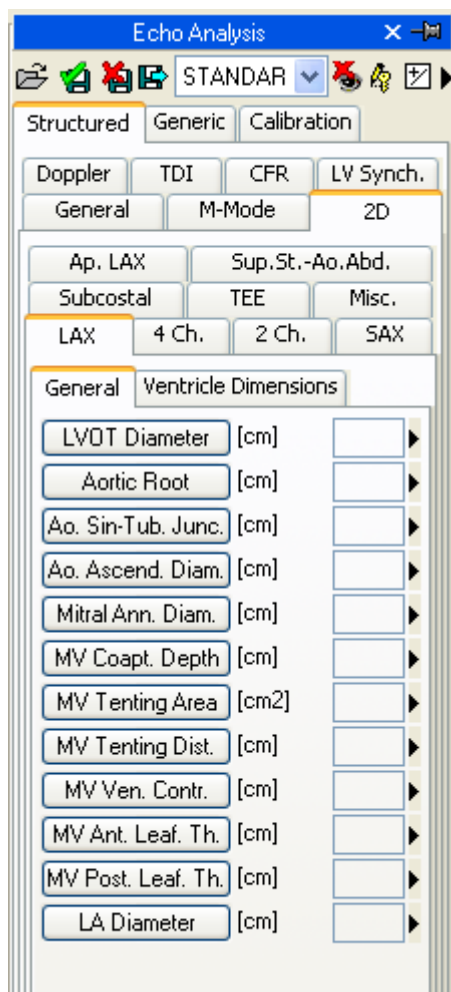 Echo Analysis
STANDAR
Structured Generic Calibration
Doppler TDI CFR LV Synch.
General M-Mode 2D
Ap. LAX Sup.St.-Ao.Abd.
Subcostal TEE Misc.
LAX 4 Ch. 2 Ch. SAX
General Ventricle Dimensions
LVOT Diameter [cm]
Aortic Root [cm]
Ao. Sin-Tub. Junc. [cm]
Ao. Ascend. Diam. [cm]
Mitral Ann. Diam. [cm]
MV Coapt. Depth [cm]
MV Tenting Area [cm2]
MV Tenting Dist. [cm]
MV Ven. Contr. [cm]
MV Ant. Leaf. Th. [cm]
MV Post. Leaf. Th. [cm]
LA Diameter [cm]